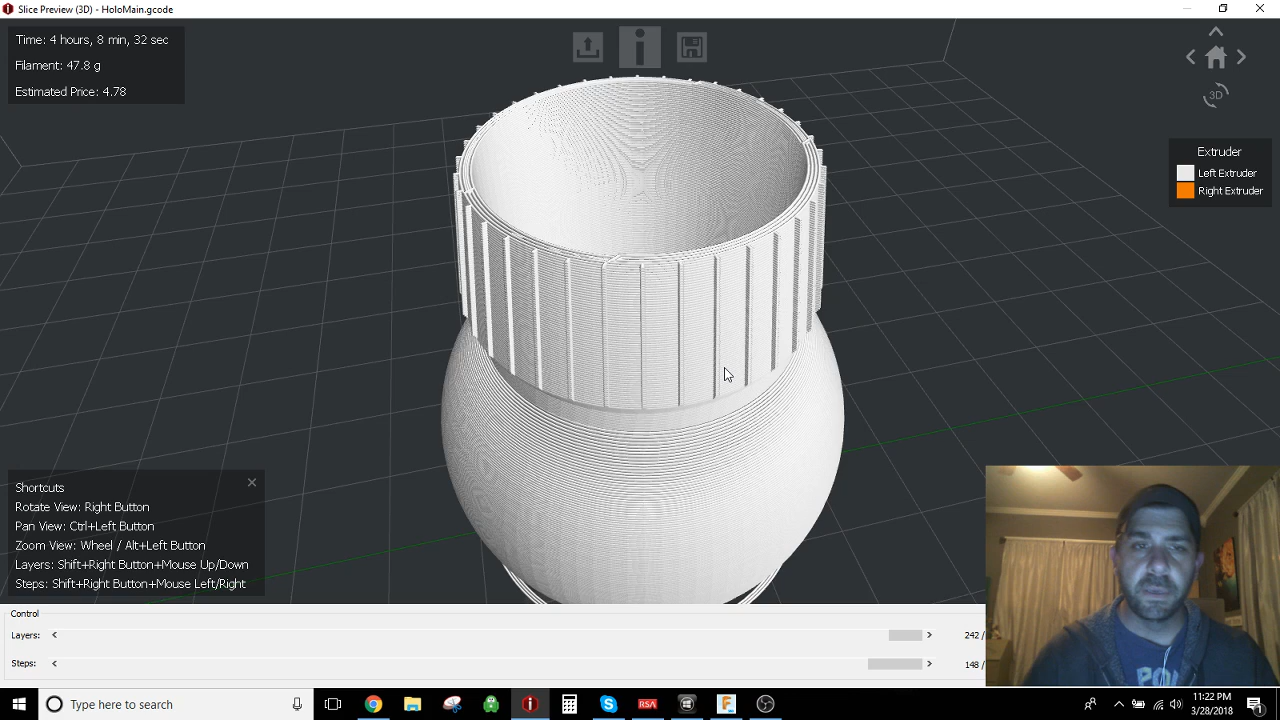 Slice Preview (3D) - HoloMain.gcode
Time: 4 hours, 8 min, 32 sec
Filament: 47.8 g
Estimated Price: 4.78
3D
Extruder
Left Extruder
Right Extruder
Shortcuts
Rotate View: Right Button
Pan View: Ctrl+Left Button
Zoom View: Wheel / Alt+Left Button
Layers: Shift+Right Button+Mouse Up/Down
Steps: Shift+Right Button+Mouse Left/Right
Control
Layers:
242 /
Steps:
148 /
Type here to search
RSA
11:22 PM
3/28/2018